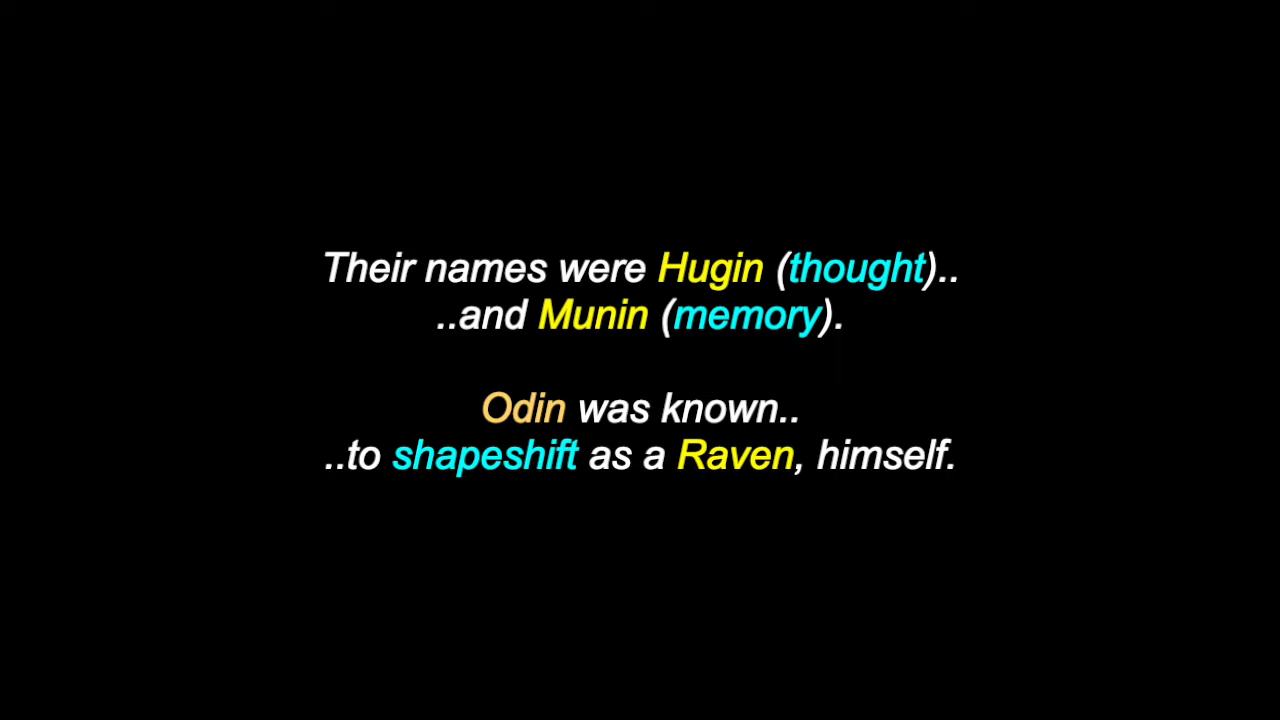 Their names were Hugin (thought)..
..and Munin (memory).
Odin was known..
..to shapeshift as a Raven, himself.